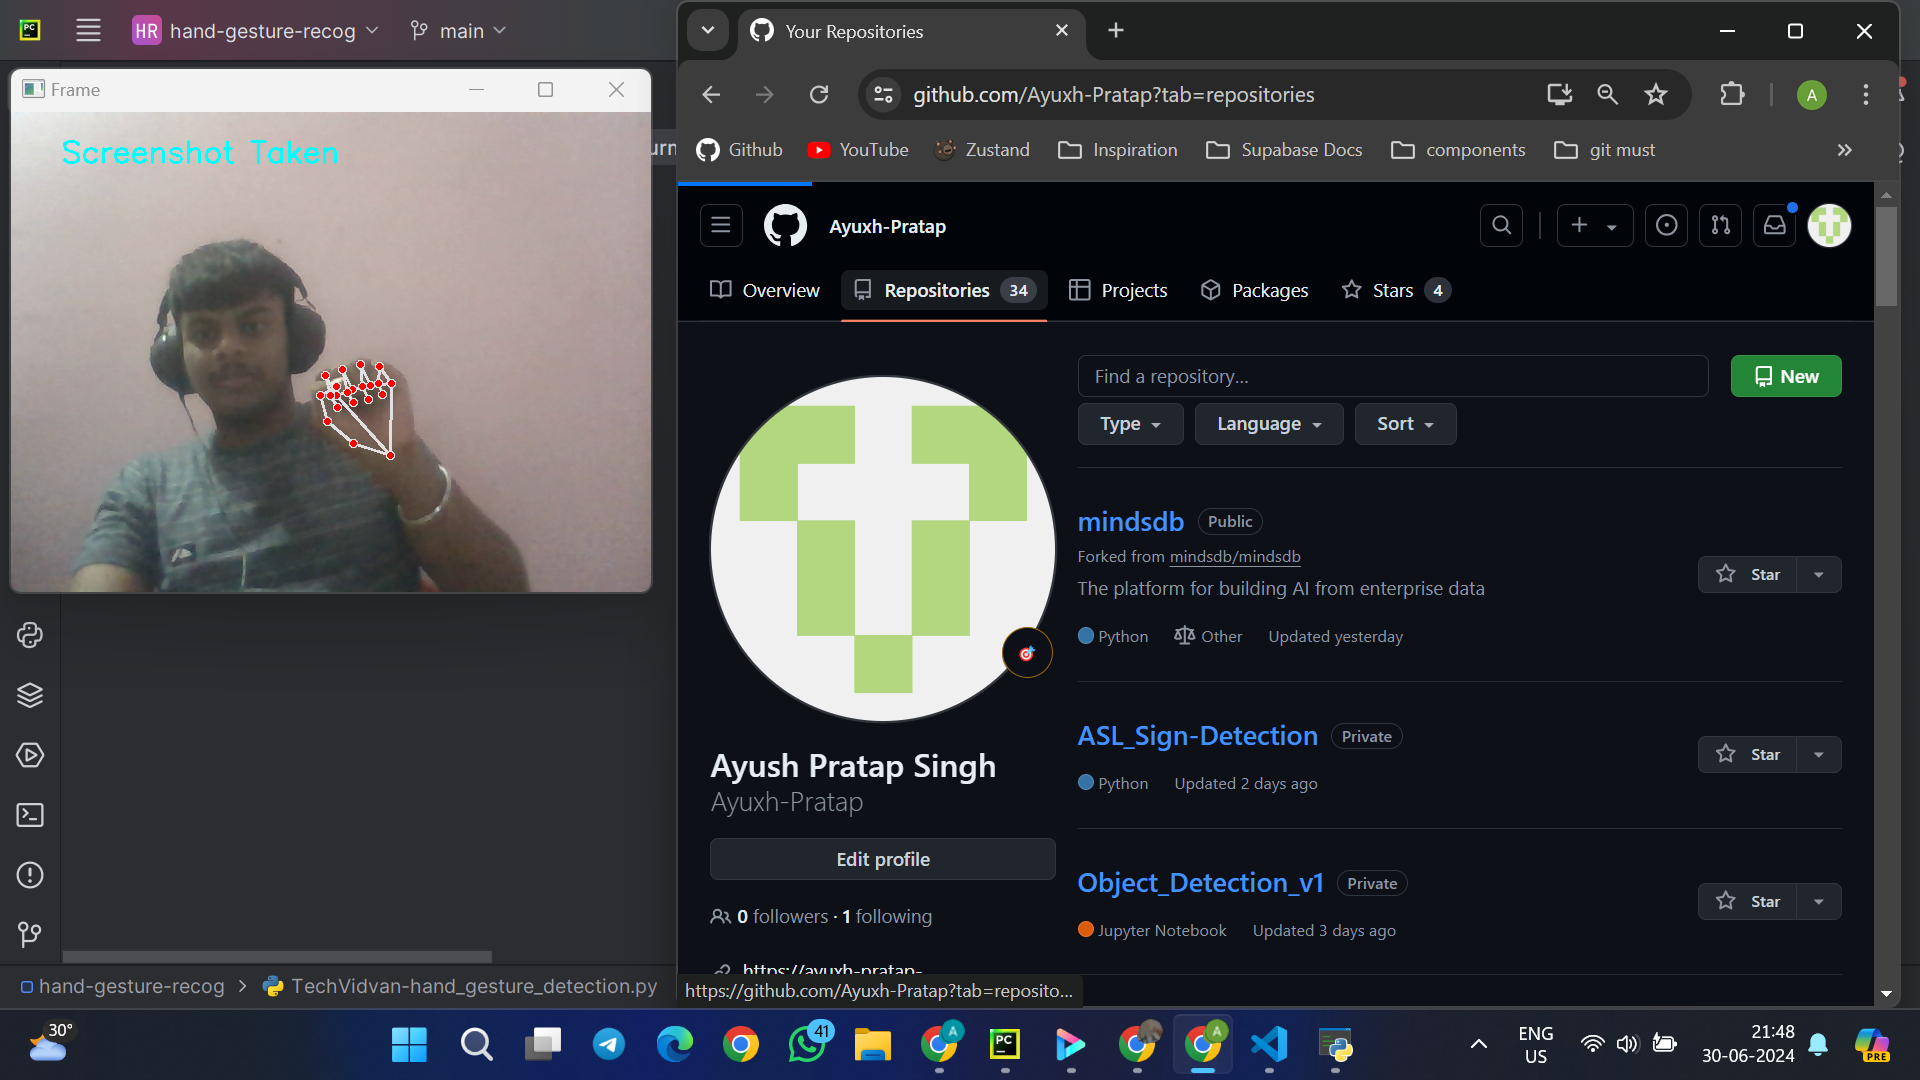 HR hand-gesture-recog main
Frame
Screenshot Taken
Your Repositories
github.com/Ayuxh-Pratap?tab=repositories
A
Github YouTube Zustand Inspiration Supabase Docs components git must
Ayuxh-Pratap
Overview Repositories 34 Projects Packages Stars 4
Find a repository...
New
Type Language Sort
mindsdb Public
Forked from mindsdb/mindsdb
The platform for building AI from enterprise data
Star
Python Other Updated yesterday
ASL_Sign-Detection Private
Star
Python Updated 2 days ago
Object_Detection_v1 Private
Star
Jupyter Notebook Updated 3 days ago
Ayush Pratap Singh
Ayuxh-Pratap
Edit profile
0 followers · 1 following
https://ayuxh-pratap-
https://github.com/Ayuxh-Pratap?tab=reposito...
hand-gesture-recog > TechVidvan-hand_gesture_detection.py
30°
41
A
PC
A
ENG
US
21:48
30-06-2024
PRE